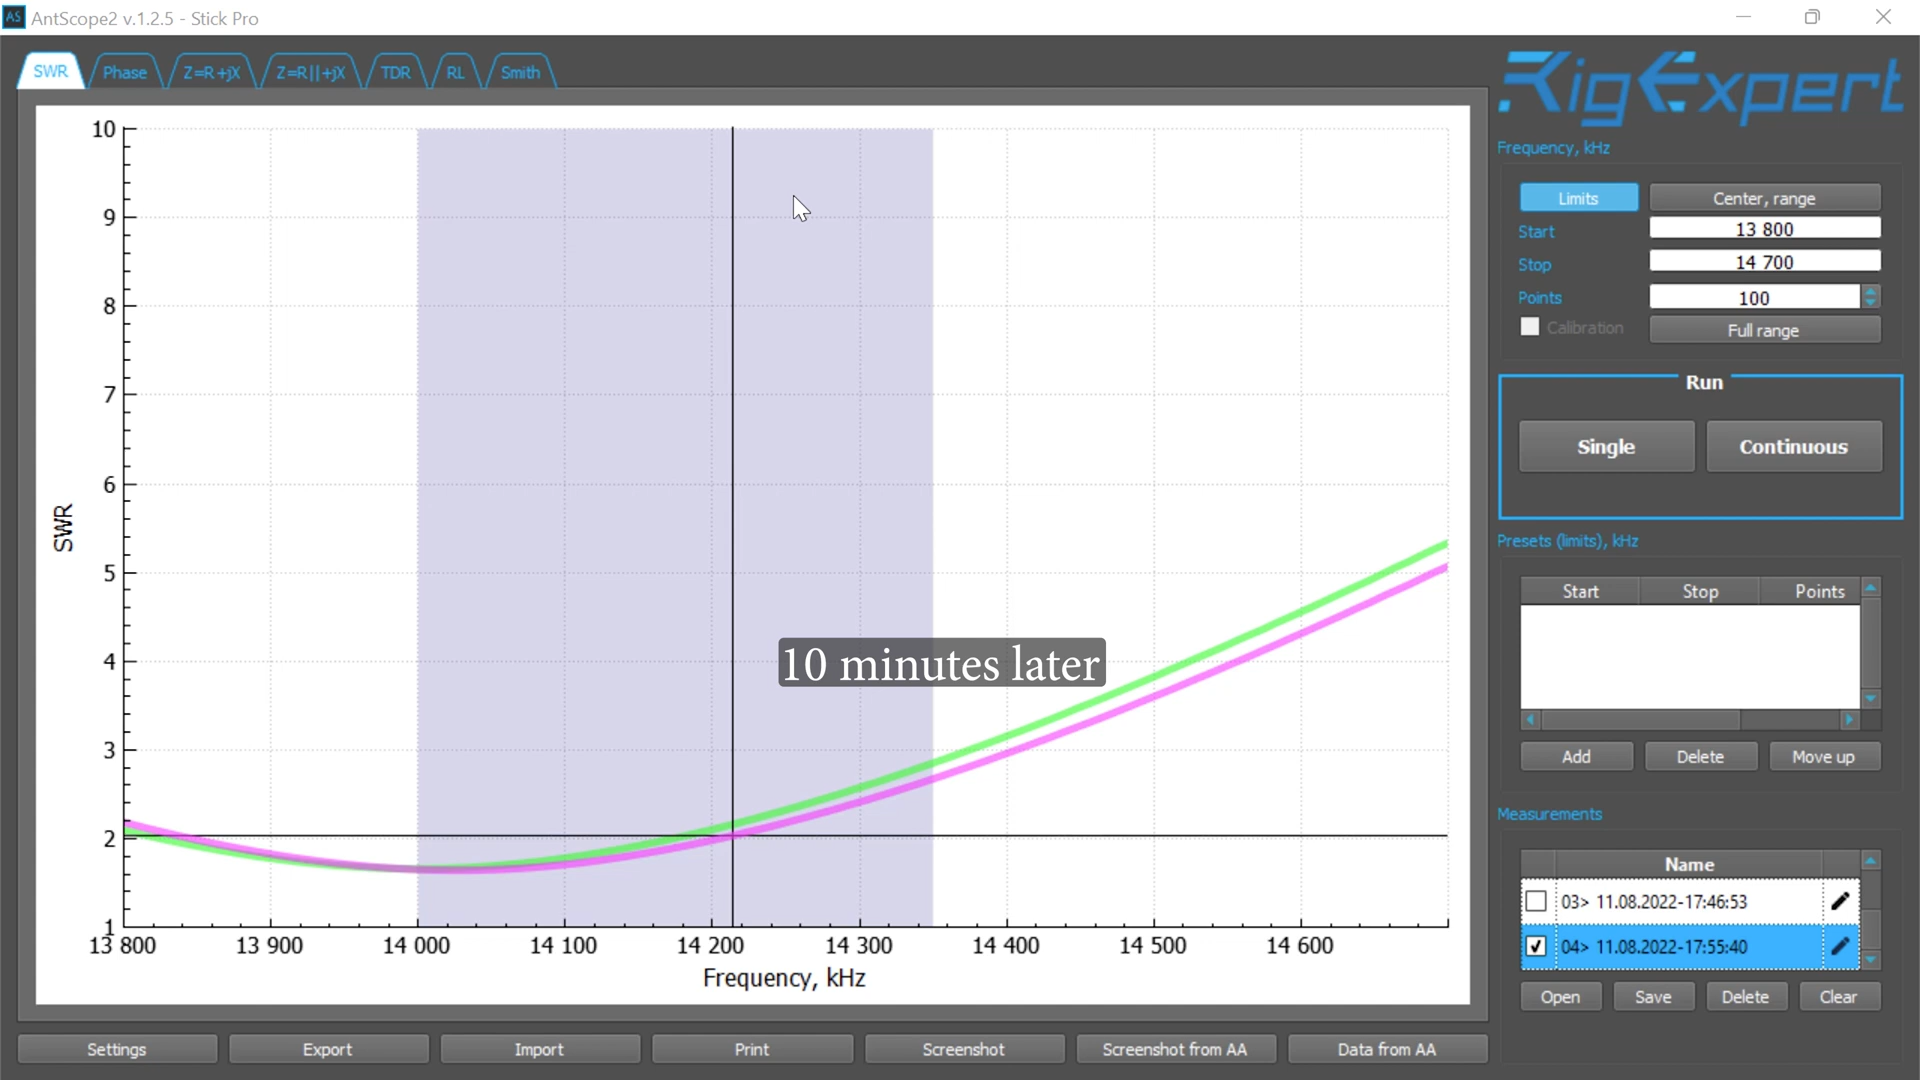 AS AntScope2 v.1.2.5 - Stick Pro
SWR Phase Z=R+jX Z=R||+jX TDR RL Smith
RigExpert
Frequency, kHz
Limits Center, range
Start 13 800
Stop 14 700
Points 100
Calibration Full range
Run
Single Continuous
Presets (limits), kHz
Start Stop Points
Add Delete Move up
Measurements
Name
03> 11.08.2022-17:46:53
04> 11.08.2022-17:55:40
Open Save Delete Clear
10
9
8
7
6
5
4
3
2
1
SWR
10 minutes later
13 800 13 900 14 000 14 100 14 200 14 300 14 400 14 500 14 600
Frequency, kHz
Settings Export Import Print Screenshot Screenshot from AA Data from AA